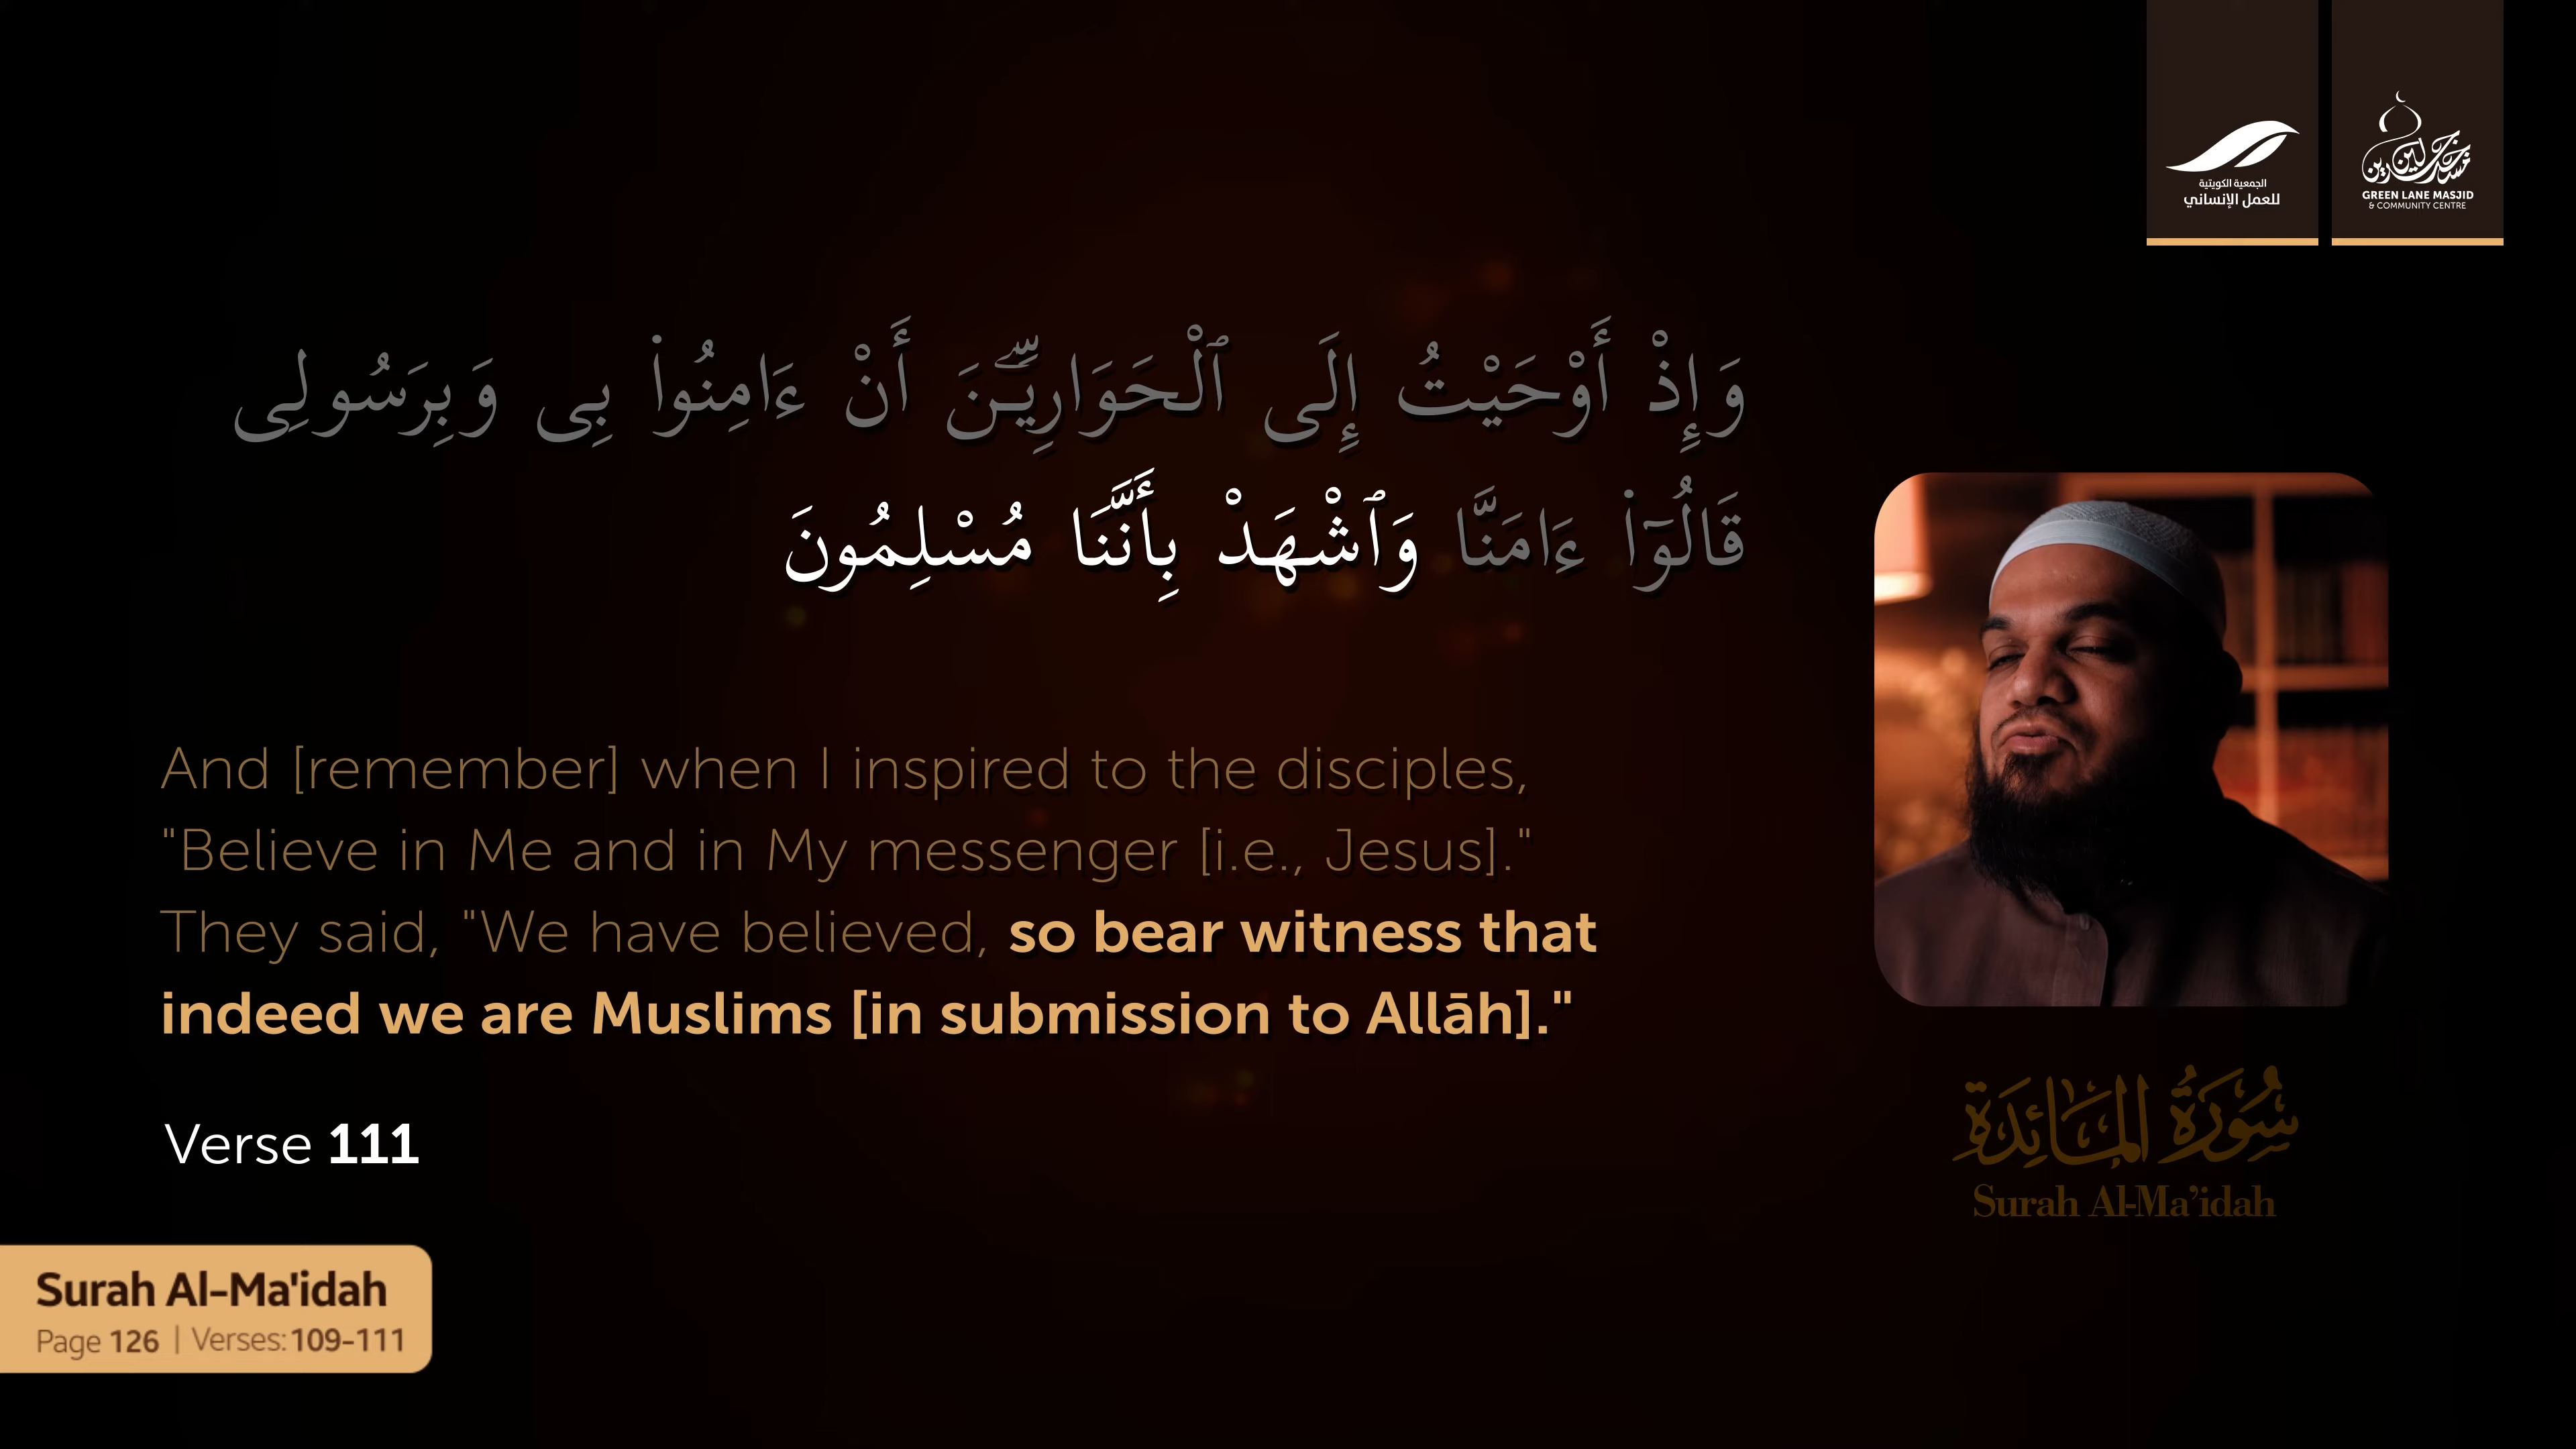 الجمعية الكويتية
للعمل الإنساني
مسجد جرين لين
GREEN LANE MASJID
& COMMUNITY CENTRE
وَإِذْ أَوْحَيْتُ إِلَى ٱلْحَوَارِيِّـۧنَ أَنْ ءَامِنُوا۟ بِى وَبِرَسُولِى
قَالُوٓا۟ ءَامَنَّا وَٱشْهَدْ بِأَنَّنَا مُسْلِمُونَ
And [remember] when I inspired to the disciples,
"Believe in Me and in My messenger [i.e., Jesus]."
They said, "We have believed, so bear witness that
indeed we are Muslims [in submission to Allāh]."
Verse 111
سُورَةُ المَائِدَةِ
Surah Al-Ma’idah
Surah Al-Ma'idah
Page 126 | Verses: 109-111